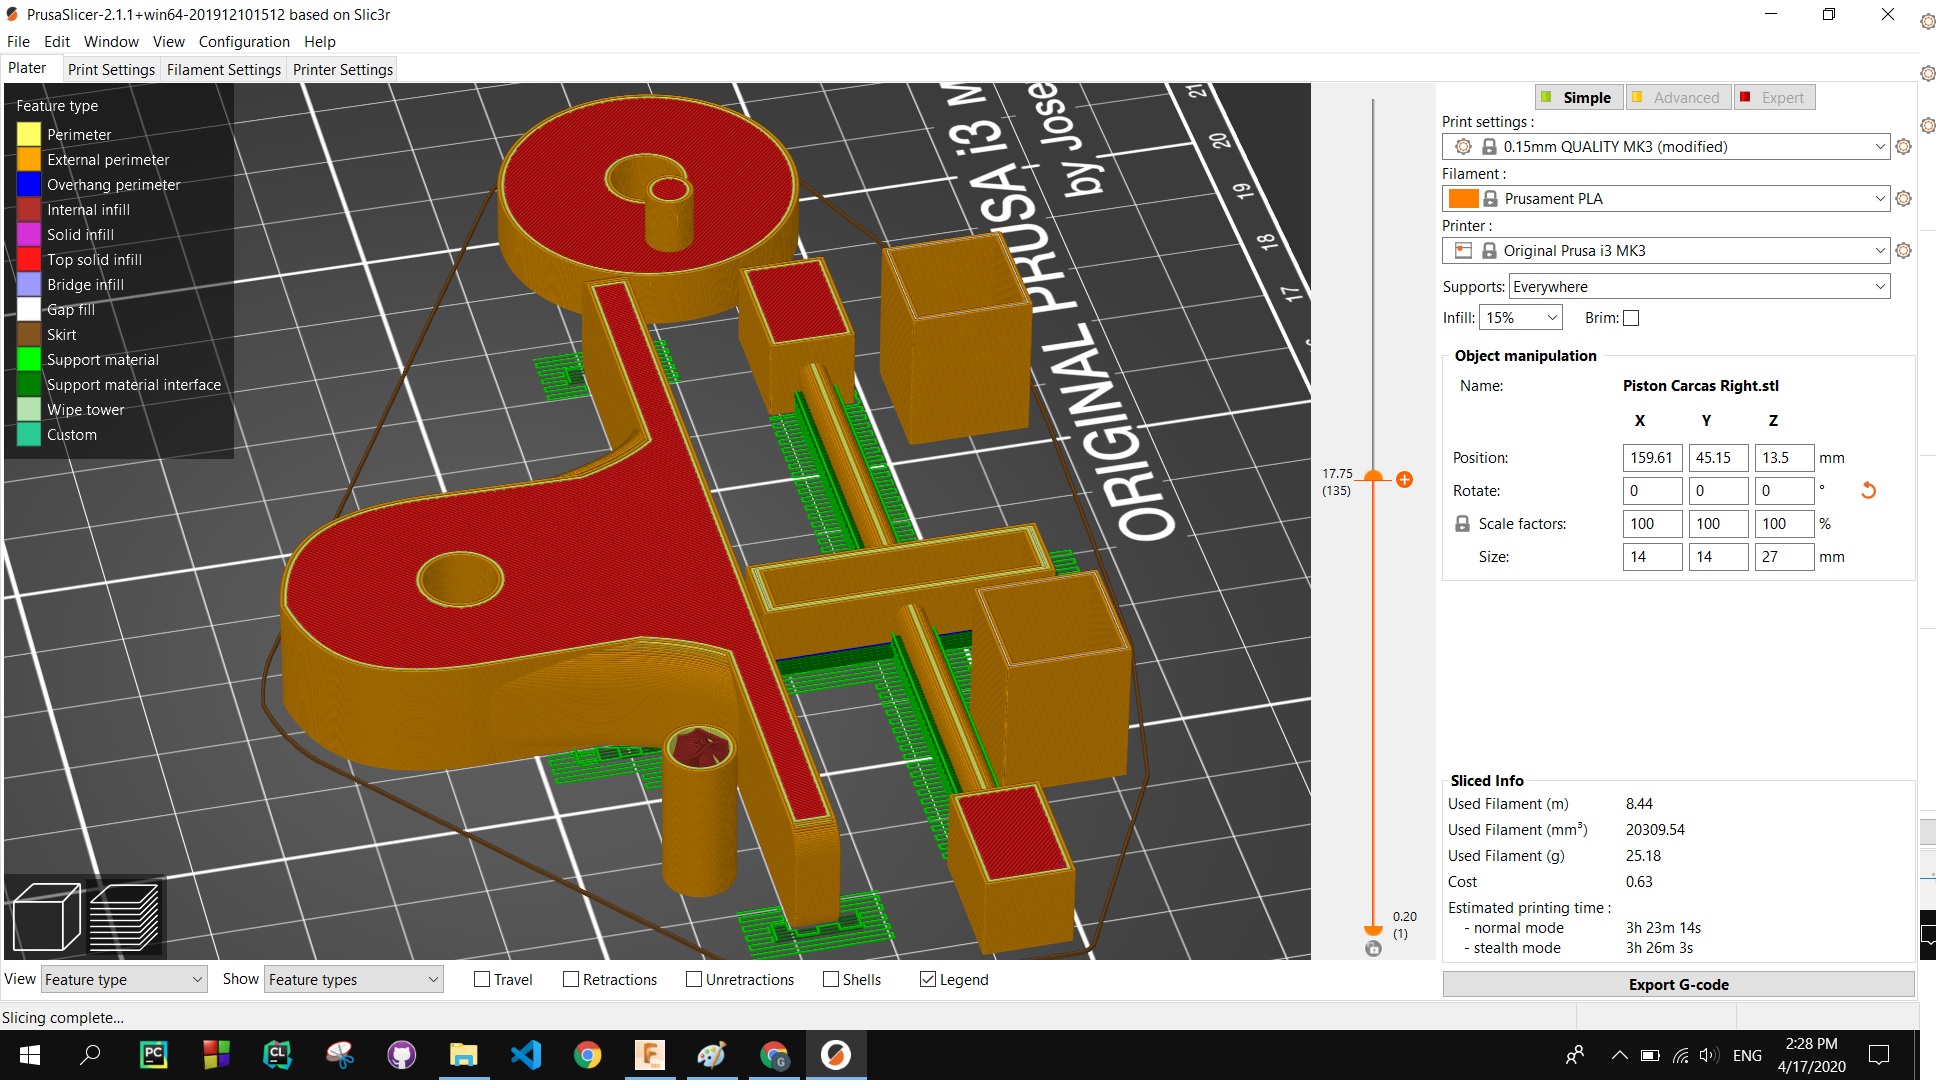 PrusaSlicer-2.1.1+win64-201912101512 based on Slic3r
File Edit Window View Configuration Help
Plater Print Settings Filament Settings Printer Settings
Feature type
Perimeter
External perimeter
Overhang perimeter
Internal infill
Solid infill
Top solid infill
Bridge infill
Gap fill
Skirt
Support material
Support material interface
Wipe tower
Custom
ORIGINAL PRUSA i3 M
by Jose
21
20
19
18
17
17.75
(135)
0.20
(1)
Simple Advanced Expert
Print settings :
0.15mm QUALITY MK3 (modified)
Filament :
Prusament PLA
Printer :
Original Prusa i3 MK3
Supports: Everywhere
Infill: 15% Brim:
Object manipulation
Name: Piston Carcas Right.stl
X Y Z
Position: 159.61 45.15 13.5 mm
Rotate: 0 0 0 °
Scale factors: 100 100 100 %
Size: 14 14 27 mm
Sliced Info
Used Filament (m) 8.44
Used Filament (mm³) 20309.54
Used Filament (g) 25.18
Cost 0.63
Estimated printing time :
- normal mode 3h 23m 14s
- stealth mode 3h 26m 3s
Export G-code
View Feature type Show Feature types Travel Retractions Unretractions Shells Legend
Slicing complete...
PC
CL
F
G
ENG
2:28 PM
4/17/2020